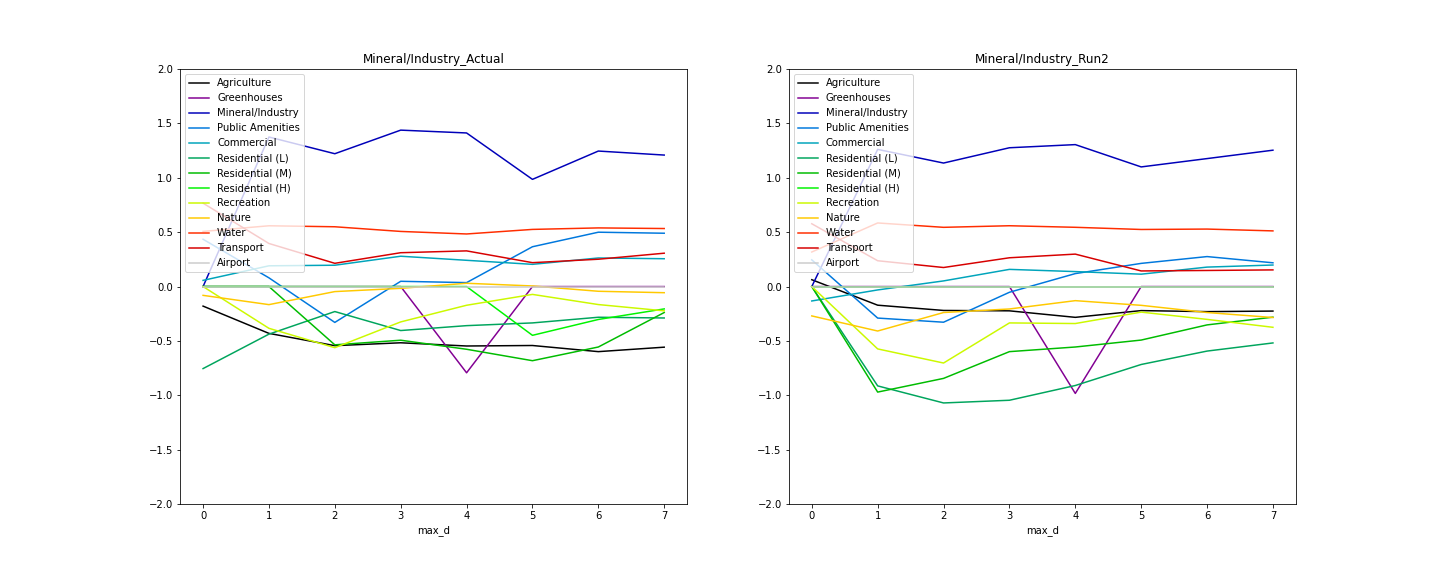 Mineral/Industry_Actual
2.0
1.5
1.0
0.5
0.0
−0.5
−1.0
−1.5
−2.0
Agriculture
Greenhouses
Mineral/Industry
Public Amenities
Commercial
Residential (L)
Residential (M)
Residential (H)
Recreation
Nature
Water
Transport
Airport
0 1 2 3 4 5 6 7
max_d
Mineral/Industry_Run2
2.0
1.5
1.0
0.5
0.0
−0.5
−1.0
−1.5
−2.0
Agriculture
Greenhouses
Mineral/Industry
Public Amenities
Commercial
Residential (L)
Residential (M)
Residential (H)
Recreation
Nature
Water
Transport
Airport
0 1 2 3 4 5 6 7
max_d